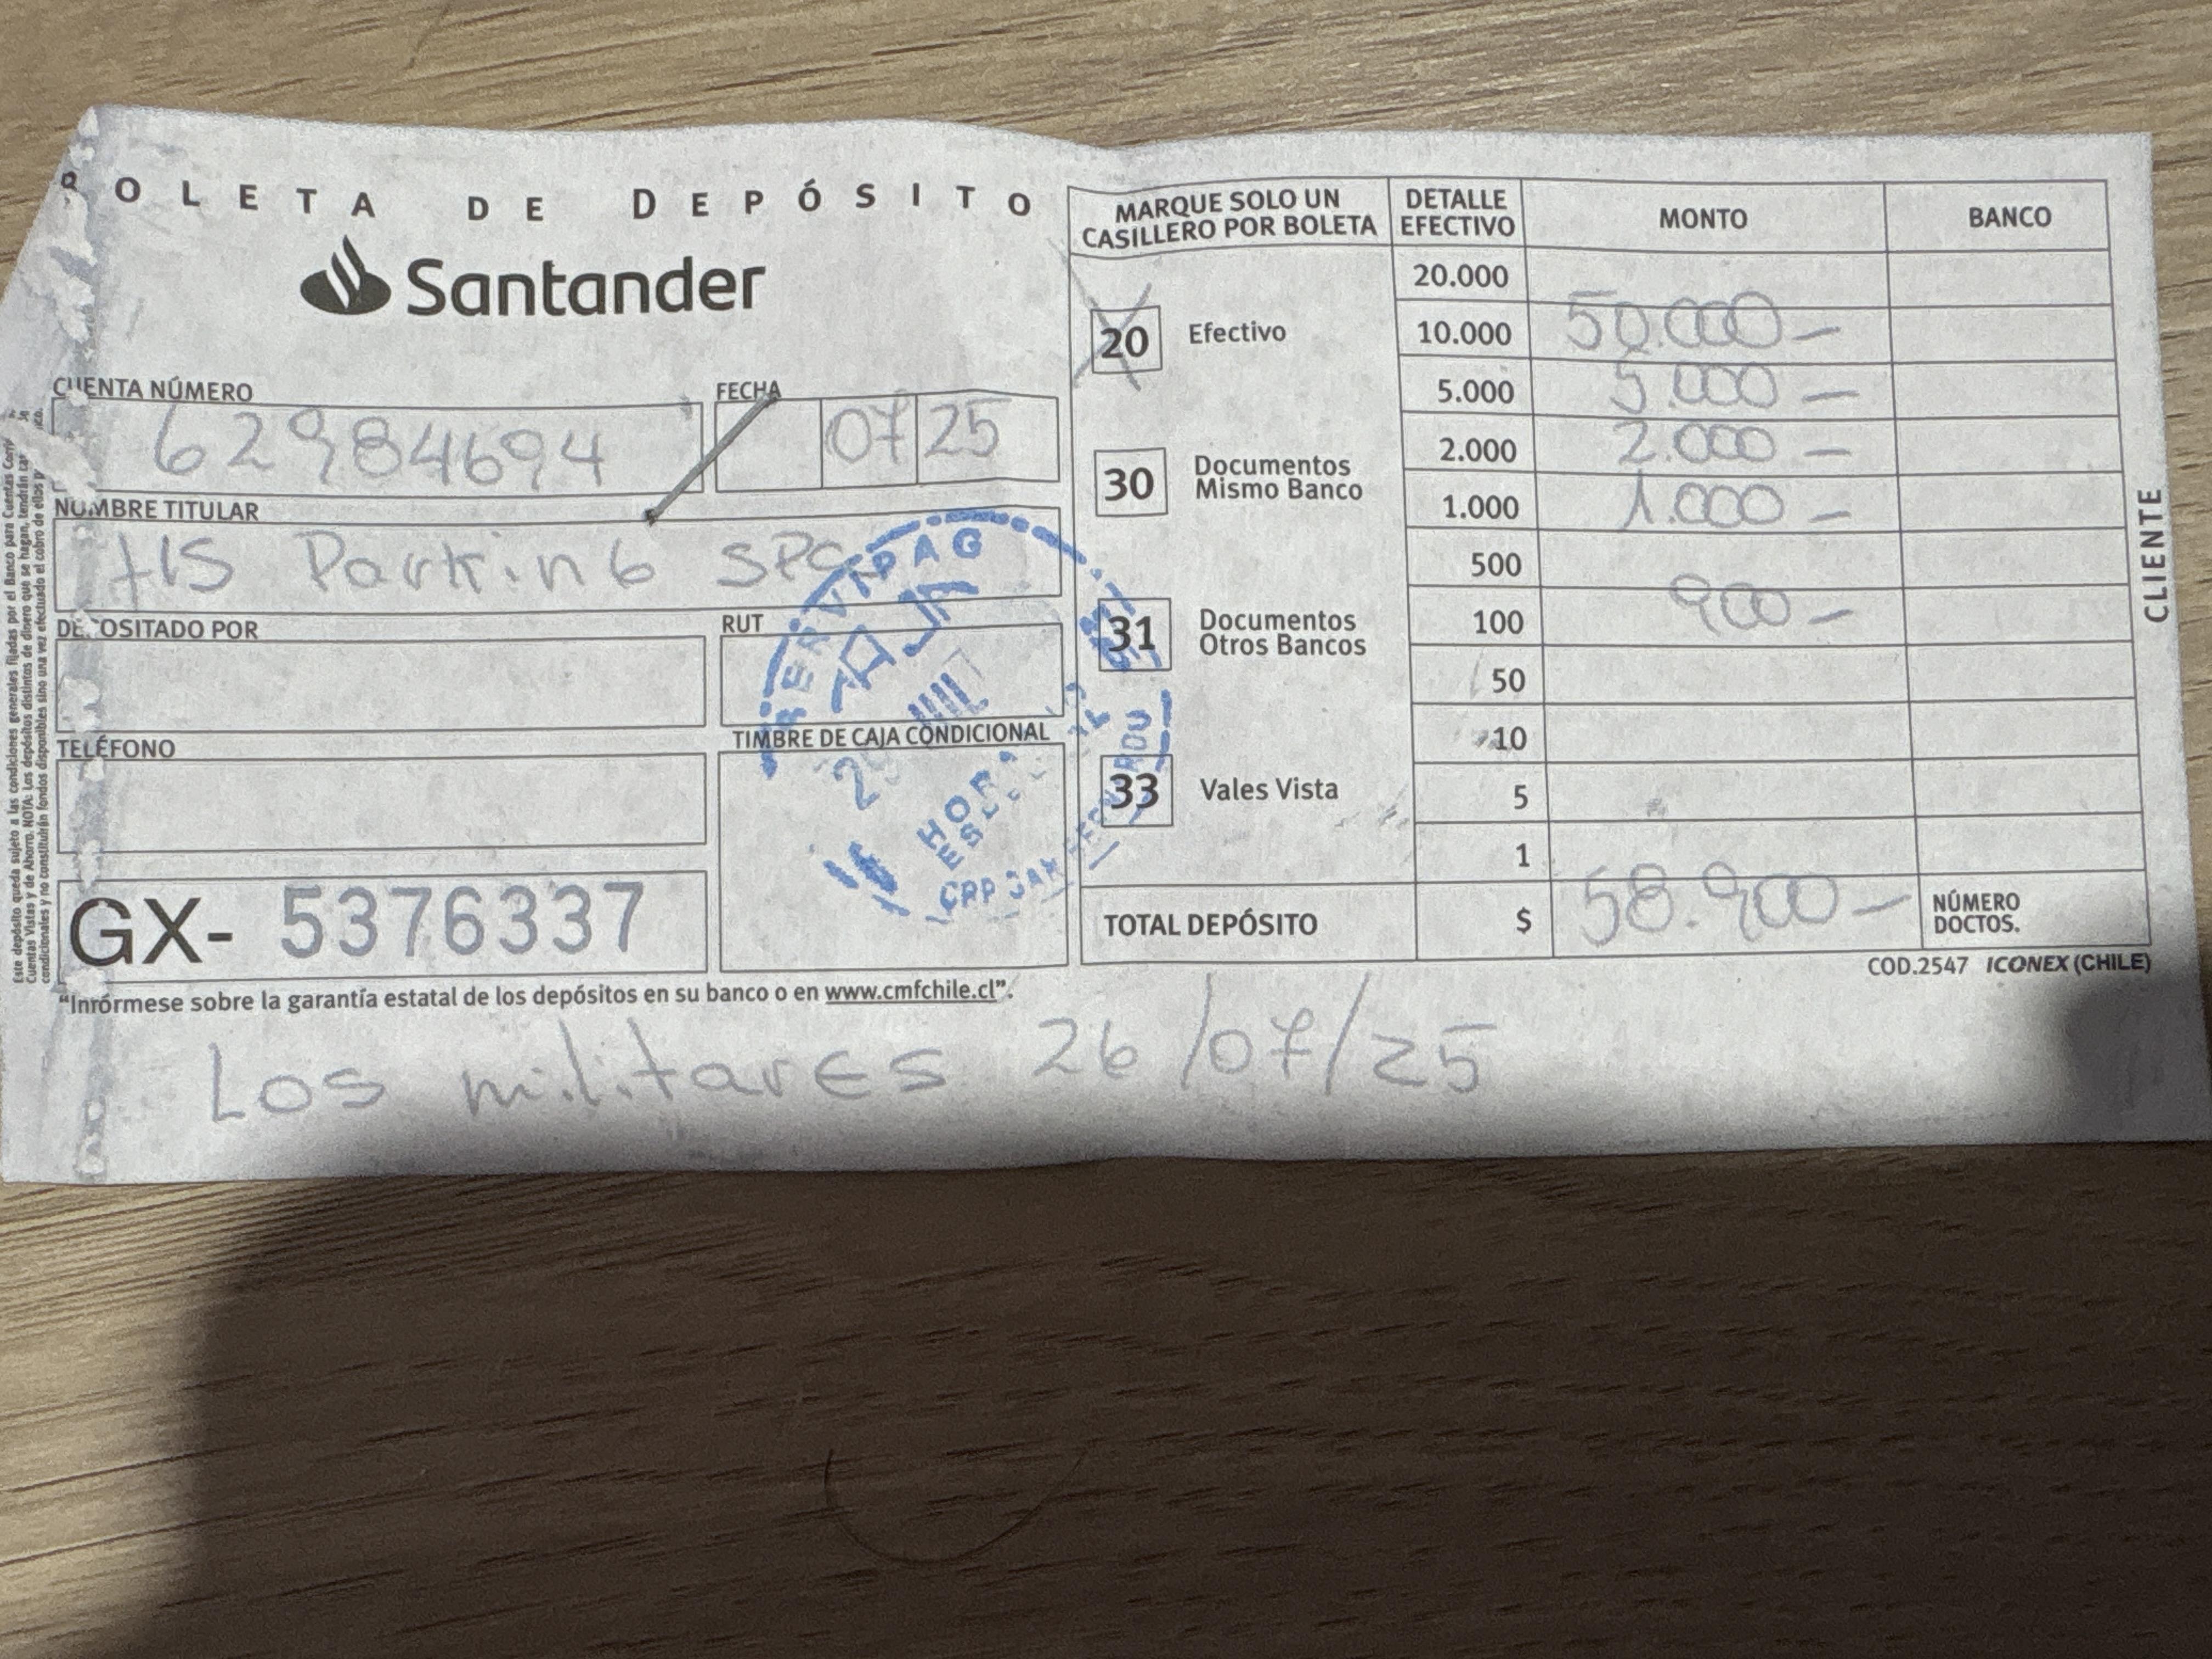 BOLETA DE DEPÓSITO
Santander
CUENTA NÚMERO
62984694
FECHA
07 25
NOMBRE TITULAR
HS Parking SPA
DEPOSITADO POR
RUT
TELÉFONO
TIMBRE DE CAJA CONDICIONAL
GX- 5376337
"Infórmese sobre la garantía estatal de los depósitos en su banco o en www.cmfchile.cl".
Los militares 26/07/25
MARQUE SOLO UN
CASILLERO POR BOLETA
20 Efectivo
30 Documentos
Mismo Banco
31 Documentos
Otros Bancos
33 Vales Vista
DETALLE
EFECTIVO
MONTO
BANCO
20.000
10.000 50.000-
5.000 5.000-
2.000 2.000-
1.000 1.000-
500
100 900-
50
10
5
1
TOTAL DEPÓSITO $ 58.900-
NÚMERO
DOCTOS.
COD.2547 ICONEX (CHILE)
CLIENTE
SERVIPAG
CAJA